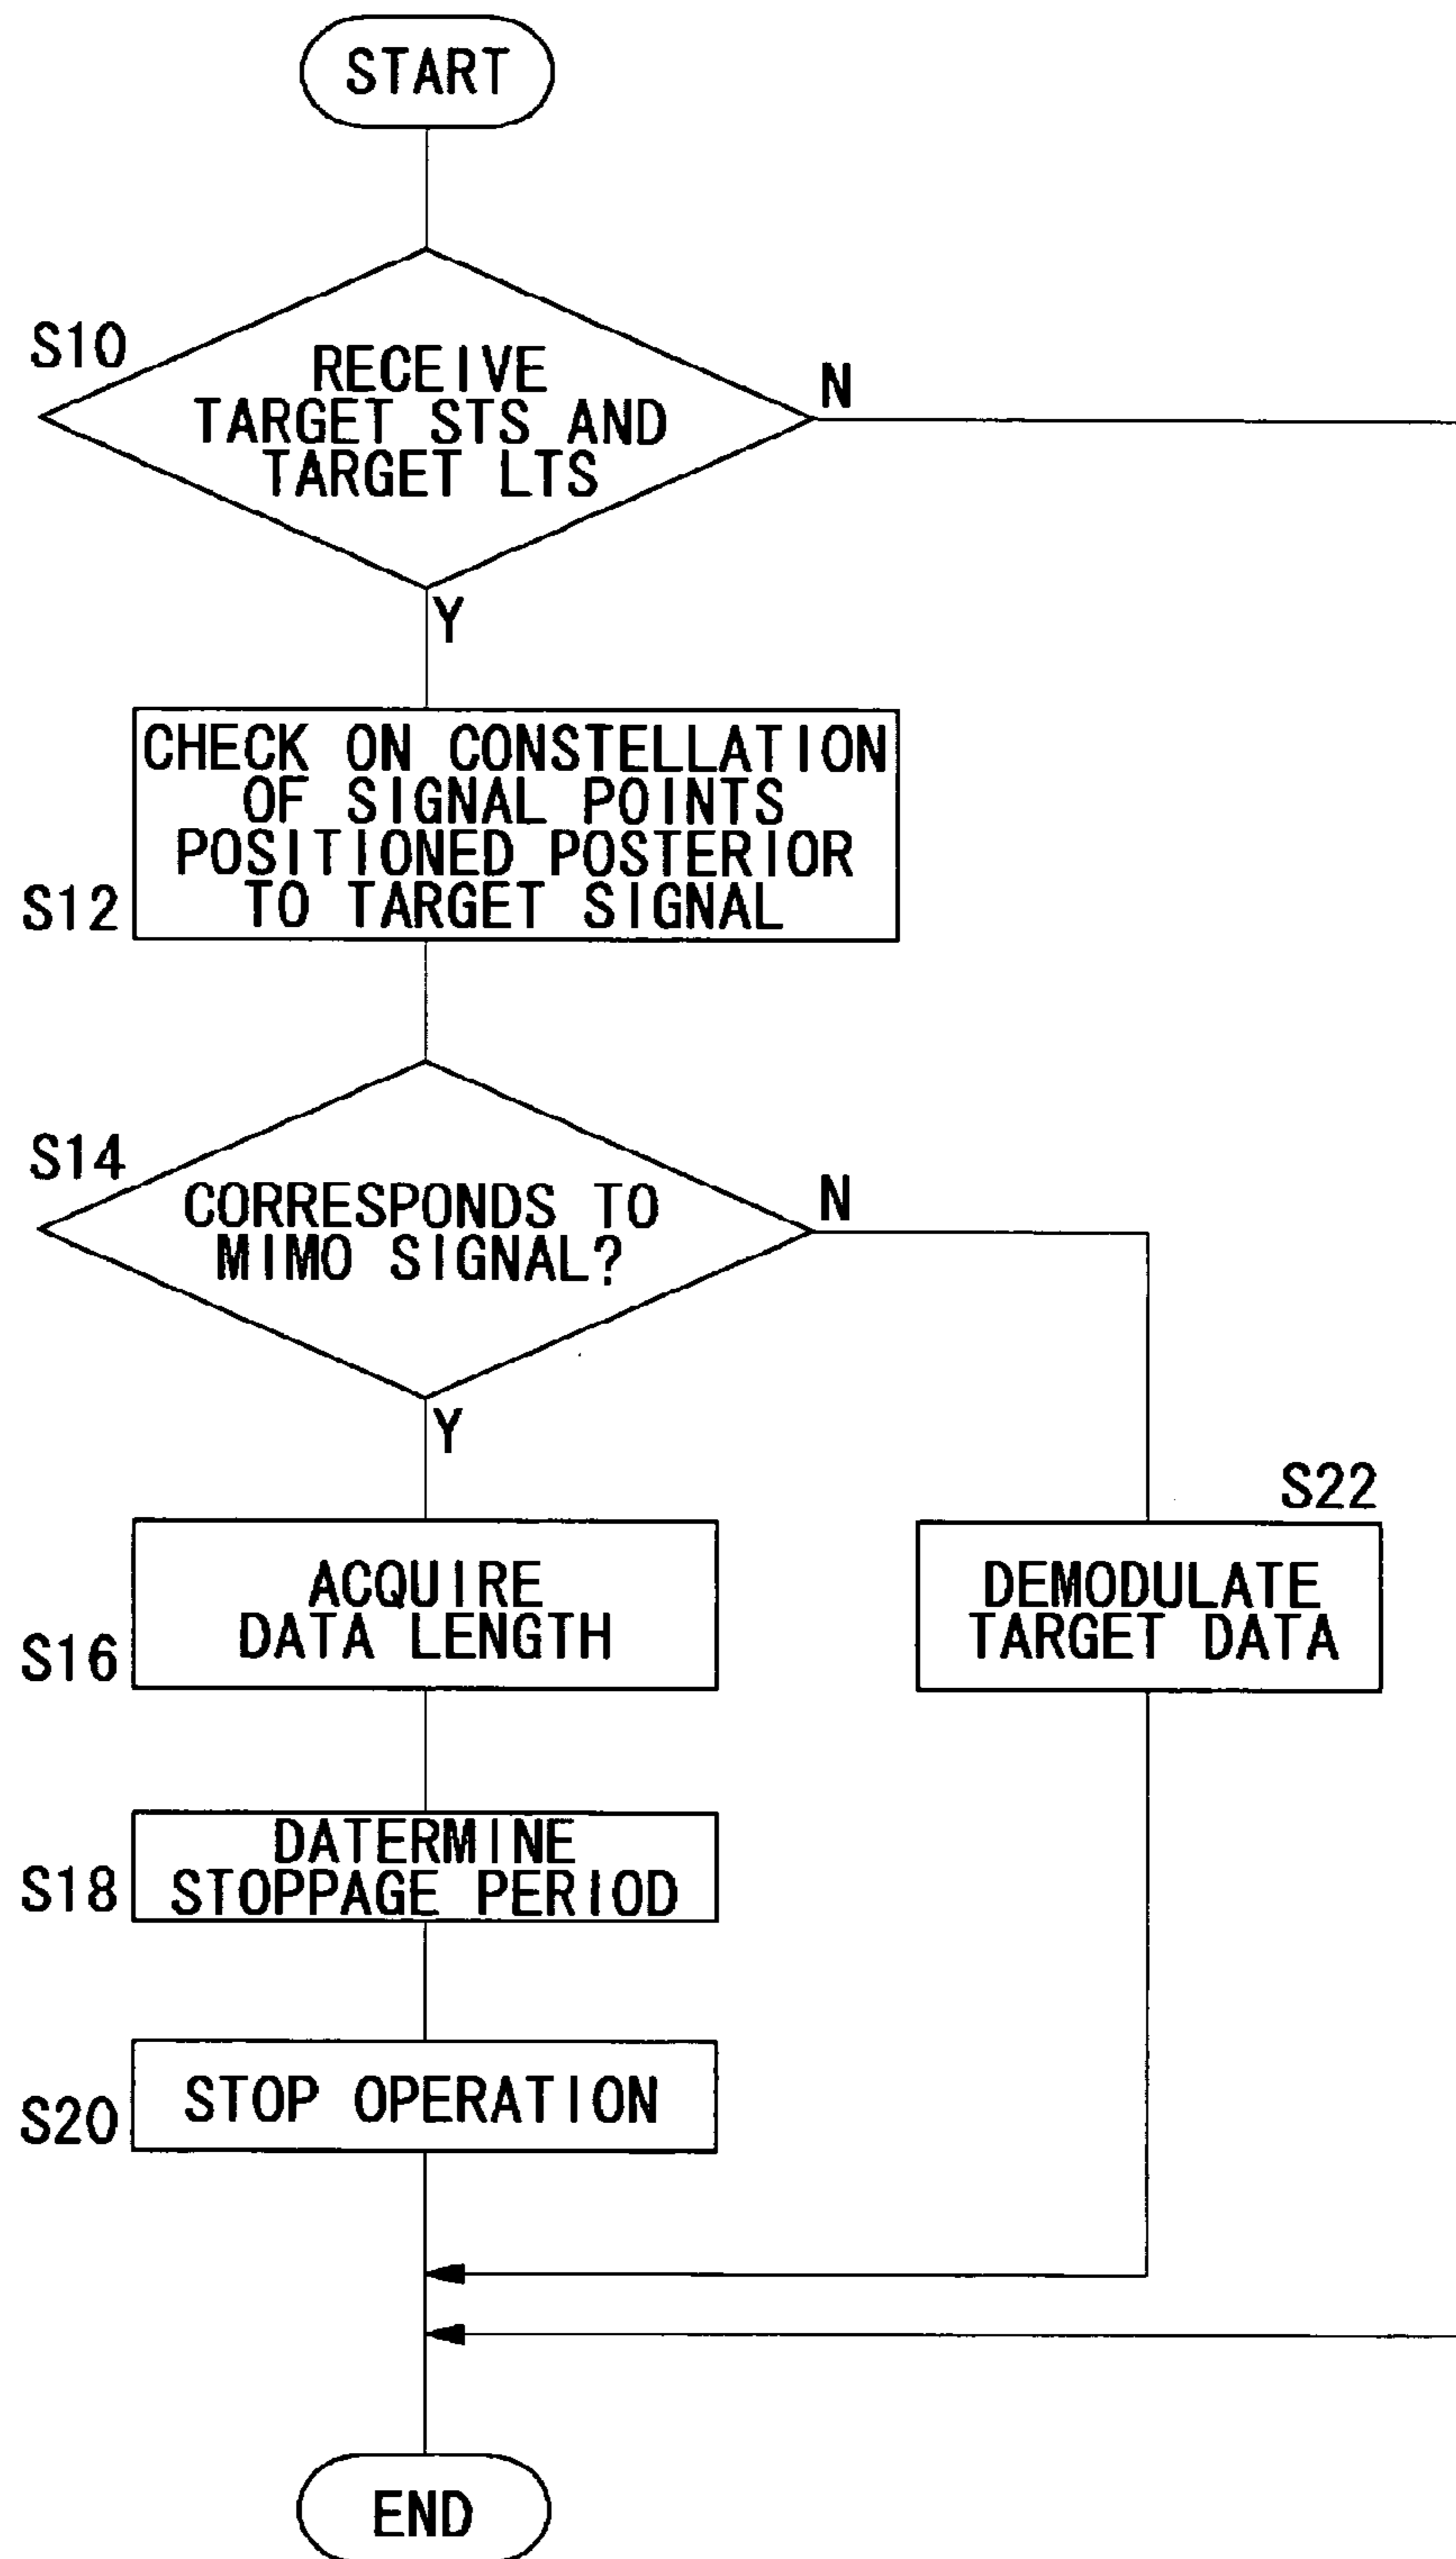 START
S10
RECEIVE
TARGET STS AND
TARGET LTS
N
Y
CHECK ON CONSTELLATION
OF SIGNAL POINTS
POSITIONED POSTERIOR
TO TARGET SIGNAL
S12
S14
CORRESPONDS TO
MIMO SIGNAL?
N
Y
S22
ACQUIRE
DATA LENGTH
S16
DEMODULATE
TARGET DATA
DATERMINE
STOPPAGE PERIOD
S18
STOP OPERATION
S20
END